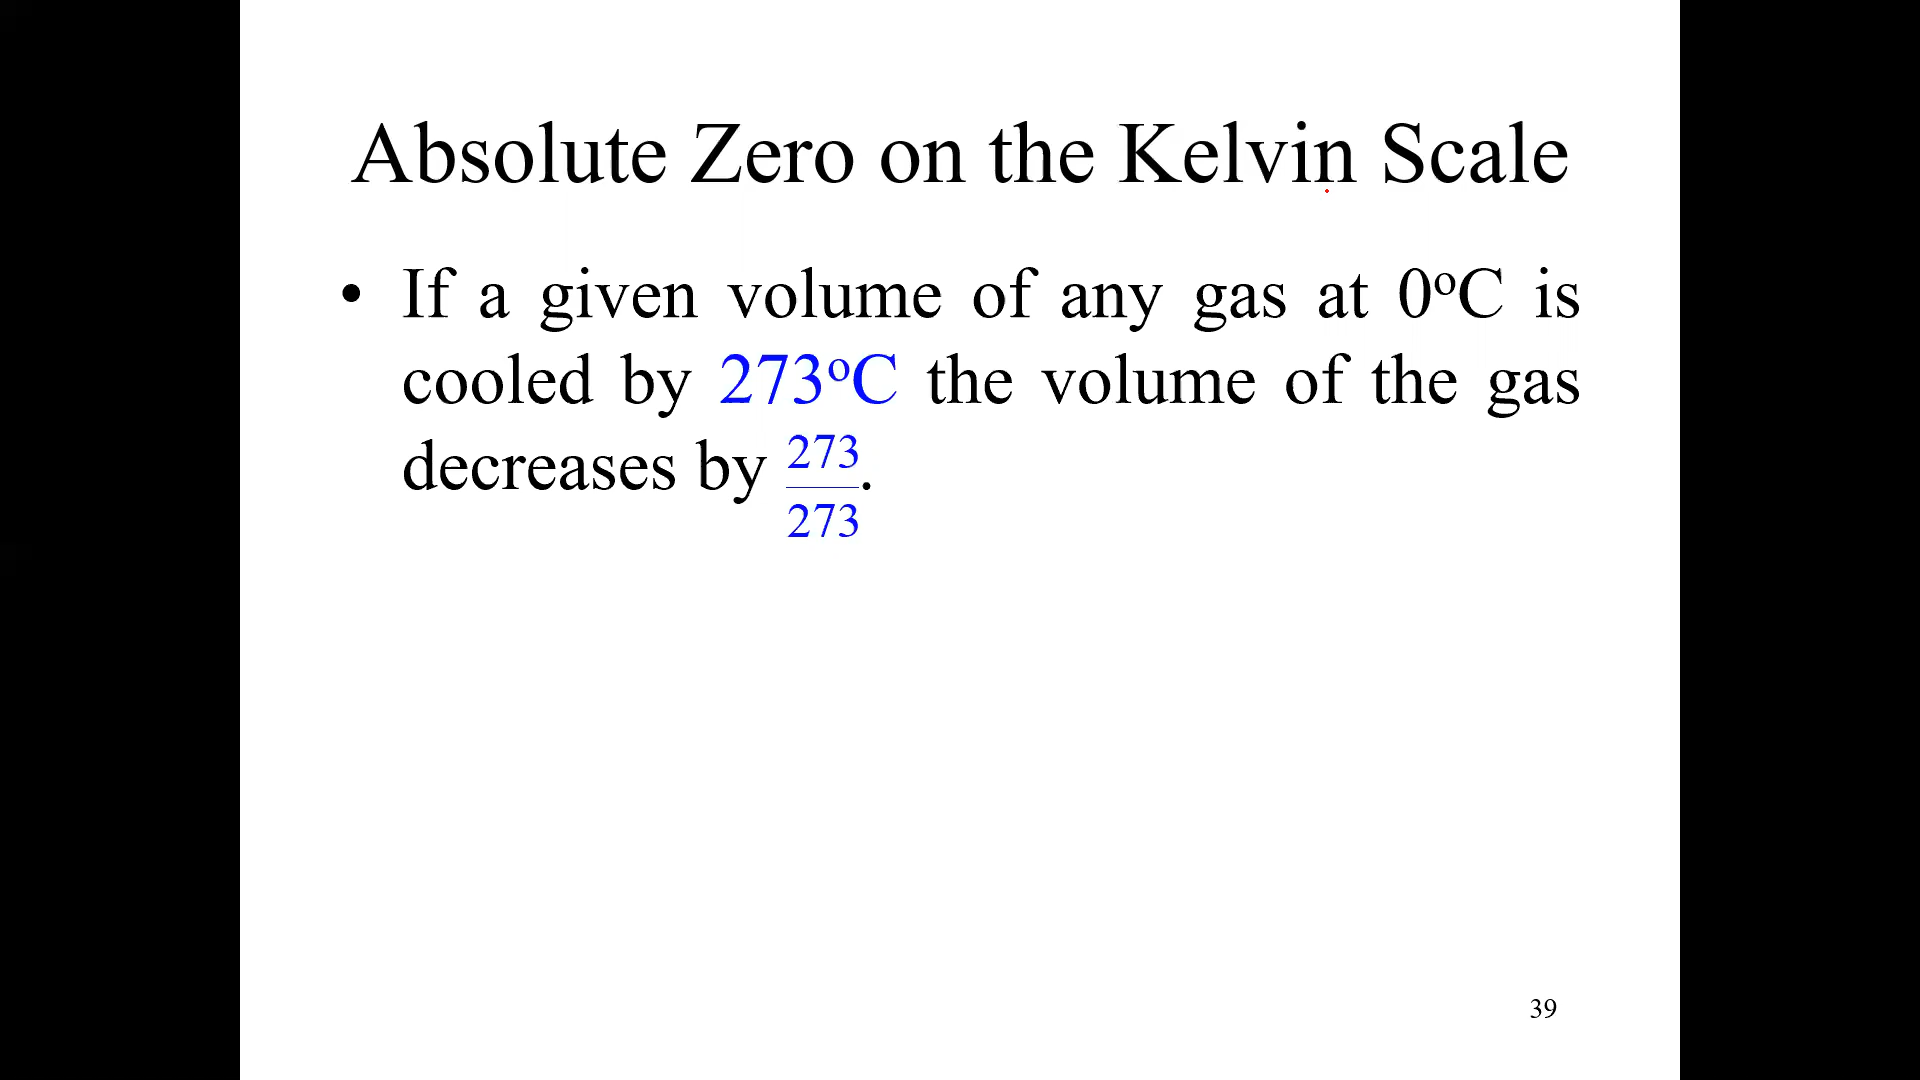 Absolute Zero on the Kelvin Scale
• If a given volume of any gas at 0°C is
cooled by 273°C the volume of the gas
decreases by 273/273.
39